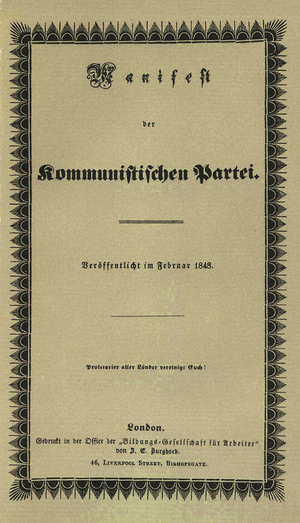 Manifest
der
Kommunistischen Partei.
Veröffentlicht im Februar 1848.
Proletarier aller Länder vereinigt Euch!
London.
Gedruckt in der Office der „Bildungs-Gesellschaft für Arbeiter"
von J. E. Burghard.
46, Liverpool Street, Bishopsgate.